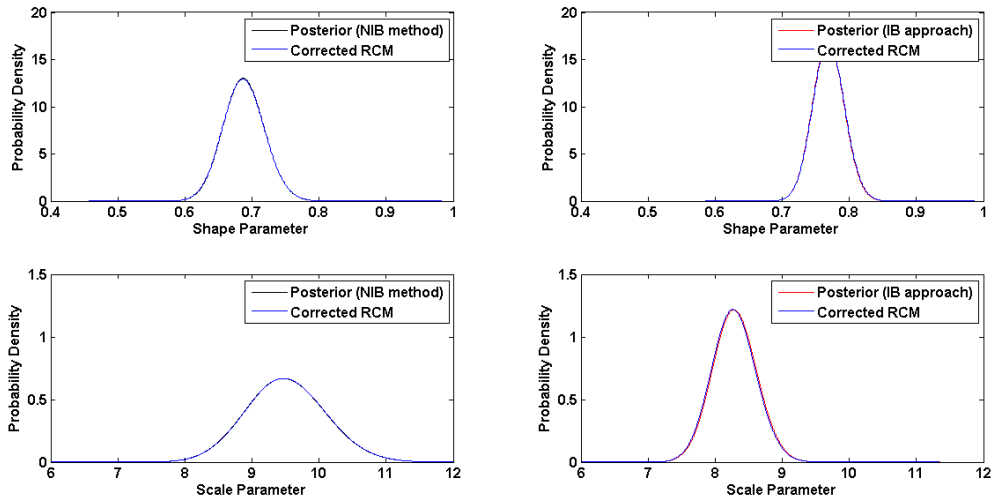 20
15
10
5
0
Probability Density
Posterior (NIB method)
Corrected RCM
0.4 0.5 0.6 0.7 0.8 0.9 1
Shape Parameter
20
15
10
5
0
Probability Density
Posterior (IB approach)
Corrected RCM
0.4 0.5 0.6 0.7 0.8 0.9 1
Shape Parameter
1.5
1
0.5
0
Probability Density
Posterior (NIB method)
Corrected RCM
6 7 8 9 10 11 12
Scale Parameter
1.5
1
0.5
0
Probability Density
Posterior (IB approach)
Corrected RCM
6 7 8 9 10 11 12
Scale Parameter